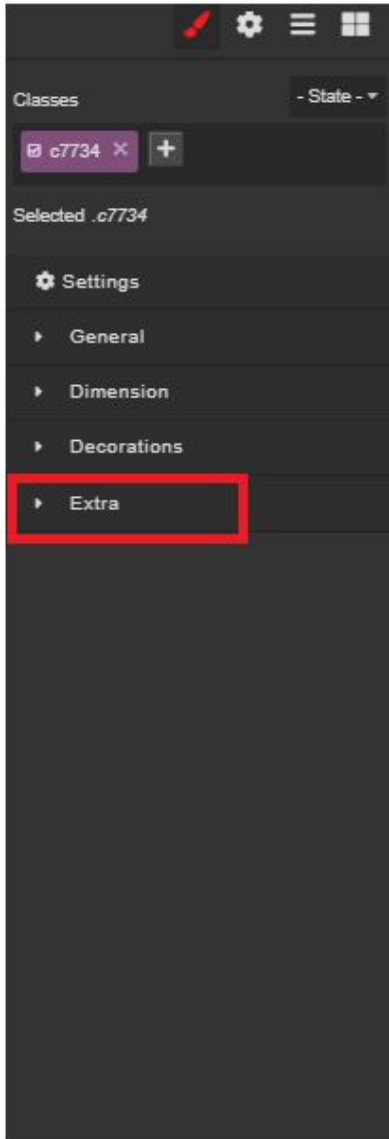 Classes - State -
c7734
Selected .c7734
Settings
General
Dimension
Decorations
Extra